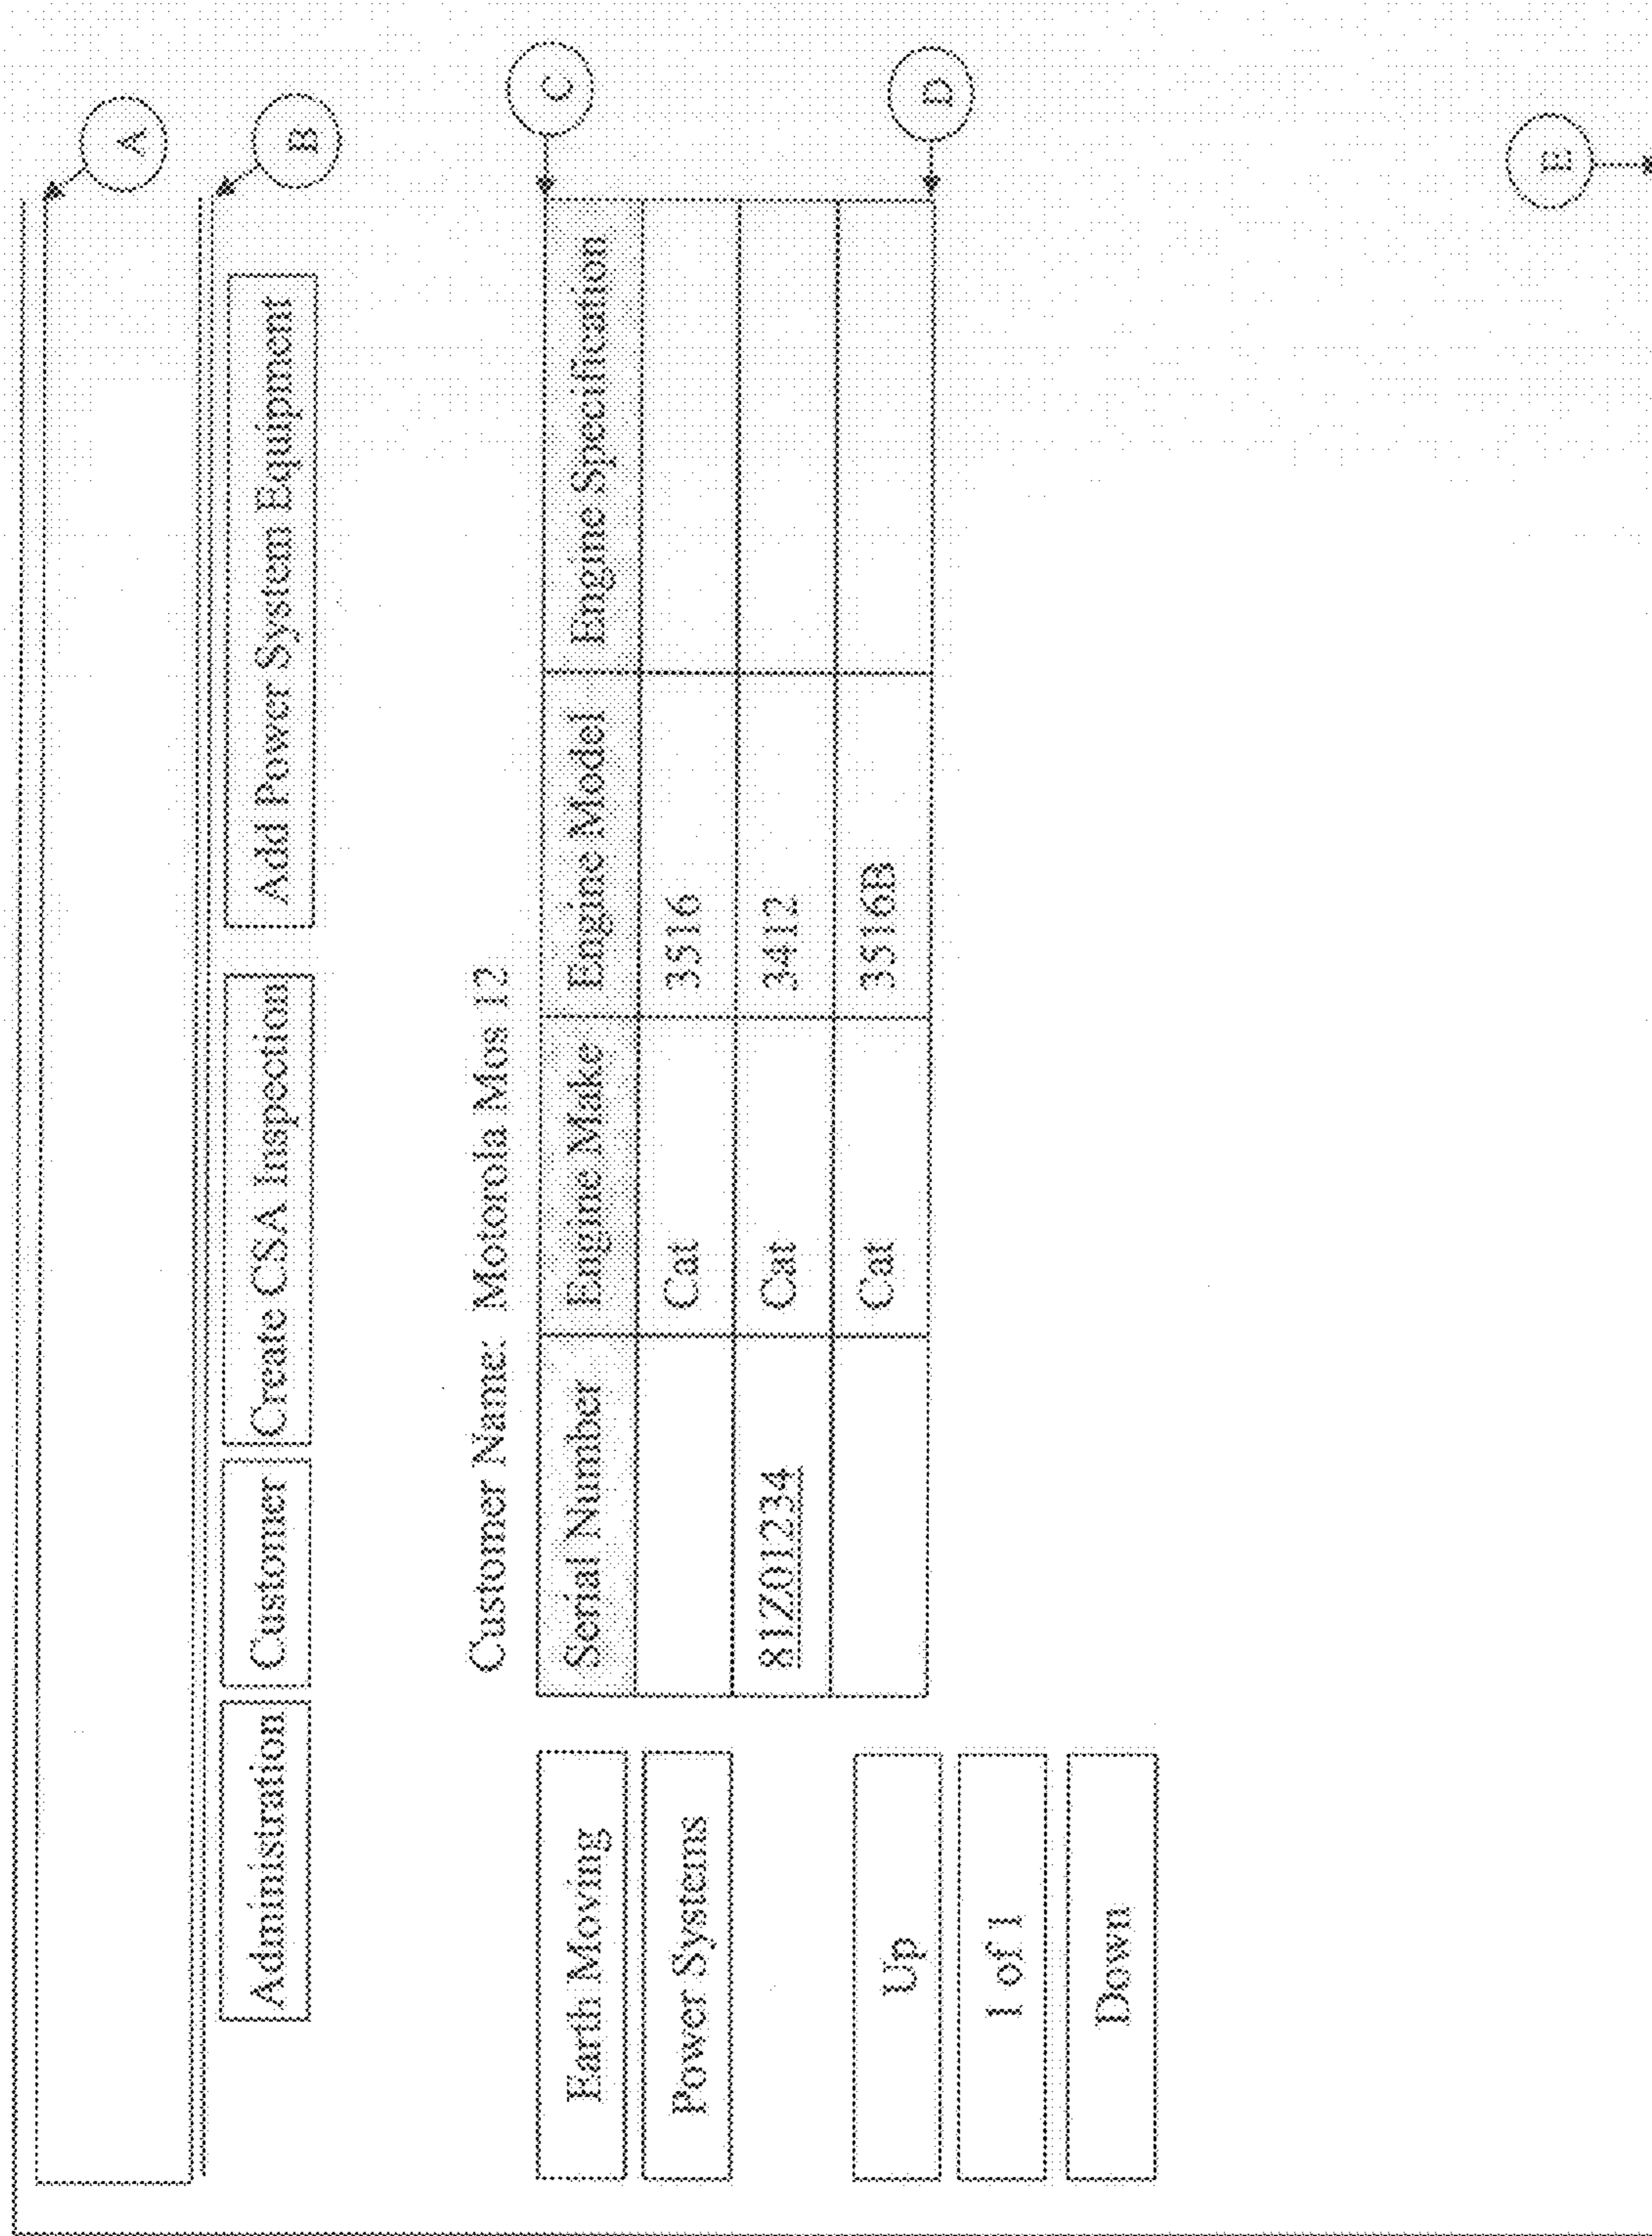 A
B
Administration Customer Create CSA Inspection Add Power System Equipment
Customer Name: Motorola Mos 12
C
Serial Number Engine Make Engine Model Engine Specification
Cat 3516
81Z01234 Cat 3412
Cat 3516B
D
Earth Moving
Power Systems
Up
1 of 1
Down
E